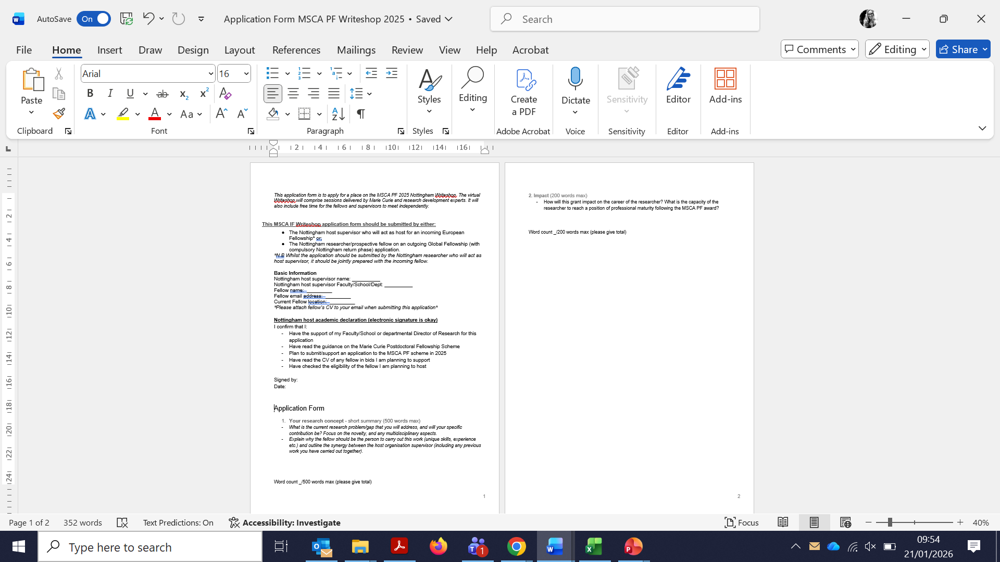 AutoSave On Application Form MSCA PF Writeshop 2025 • Saved Search
File Home Insert Draw Design Layout References Mailings Review View Help Acrobat Comments Editing Share
Paste
Clipboard
Arial 16
B I U ab x2 x2 A
A A Aa A A
Font
Paragraph
Styles
Styles
Editing
Create a PDF
Adobe Acrobat
Dictate
Voice
Sensitivity
Sensitivity
Editor
Editor
Add-ins
Add-ins
2 4 6 8 10 12 14 16
2 4 6 8 10 12 14 16 18 20 22 24
This application form is to apply for a place on the MSCA PF 2025 Nottingham Writeshop. The virtual
Writeshop will comprise sessions delivered by Marie Curie and research development experts. It will
also include free time for the fellows and supervisors to meet independently.
This MSCA IF Writeshop application form should be submitted by either:
• The Nottingham host supervisor who will act as host for an incoming European
Fellowship* or;
• The Nottingham researcher/prospective fellow on an outgoing Global Fellowship (with
compulsory Nottingham return phase) application.
*N.B Whilst the application should be submitted by the Nottingham researcher who will act as
host supervisor, it should be jointly prepared with the incoming fellow.
Basic Information
Nottingham host supervisor name: __________
Nottingham host supervisor Faculty/School/Dept: __________
Fellow name: __________
Fellow email address: __________
Current Fellow location: __________
*Please attach fellow's CV to your email when submitting this application*
Nottingham host academic declaration (electronic signature is okay)
I confirm that I:
- Have the support of my Faculty/School or departmental Director of Research for this
application
- Have read the guidance on the Marie Curie Postdoctoral Fellowship Scheme
- Plan to submit/support an application to the MSCA PF scheme in 2025
- Have read the CV of any fellow in bids I am planning to support
- Have checked the eligibility of the fellow I am planning to host
Signed by:
Date:
Application Form
1. Your research concept - short summary (500 words max)
- What is the current research problem/gap that you will address, and will your specific
contribution be? Focus on the novelty, and any multidisciplinary aspects.
- Explain why the fellow should be the person to carry out this work (unique skills, experience
etc.) and outline the synergy between the host organisation supervisor (including any previous
work you have carried out together).
Word count _/500 words max (please give total)
1
2. Impact (200 words max)
- How will this grant impact on the career of the researcher? What is the capacity of the
researcher to reach a position of professional maturity following the MSCA PF award?
Word count _/200 words max (please give total)
2
Page 1 of 2 352 words Text Predictions: On Accessibility: Investigate Focus 40%
Type here to search
1
09:54
21/01/2026